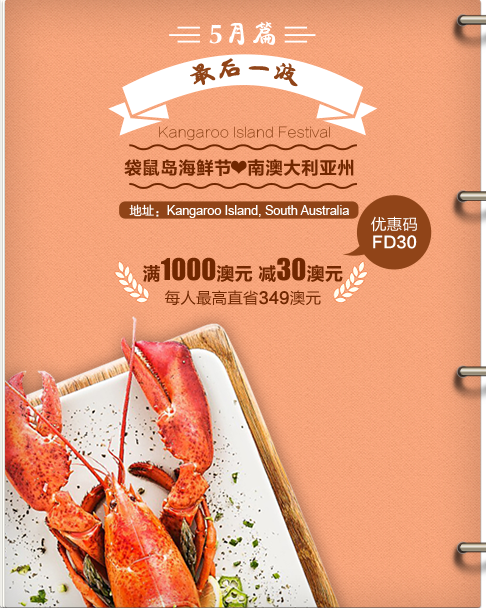 5月篇
最后一波
Kangaroo Island Festival
袋鼠岛海鲜节❤南澳大利亚州
地址：Kangaroo Island, South Australia
优惠码
FD30
满1000澳元 减30澳元
每人最高直省349澳元